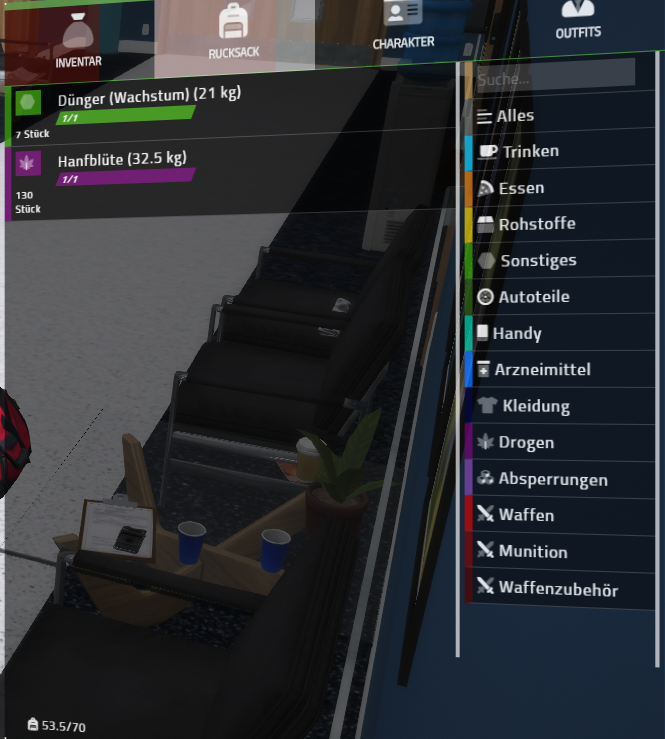 INVENTAR
RUCKSACK
CHARAKTER
OUTFITS
Dünger (Wachstum) (21 kg)
1/1
7 Stück
Hanfblüte (32.5 kg)
1/1
130
Stück
Suche...
Alles
Trinken
Essen
Rohstoffe
Sonstiges
Autoteile
Handy
Arzneimittel
Kleidung
Drogen
Absperrungen
Waffen
Munition
Waffenzubehör
53.5/70